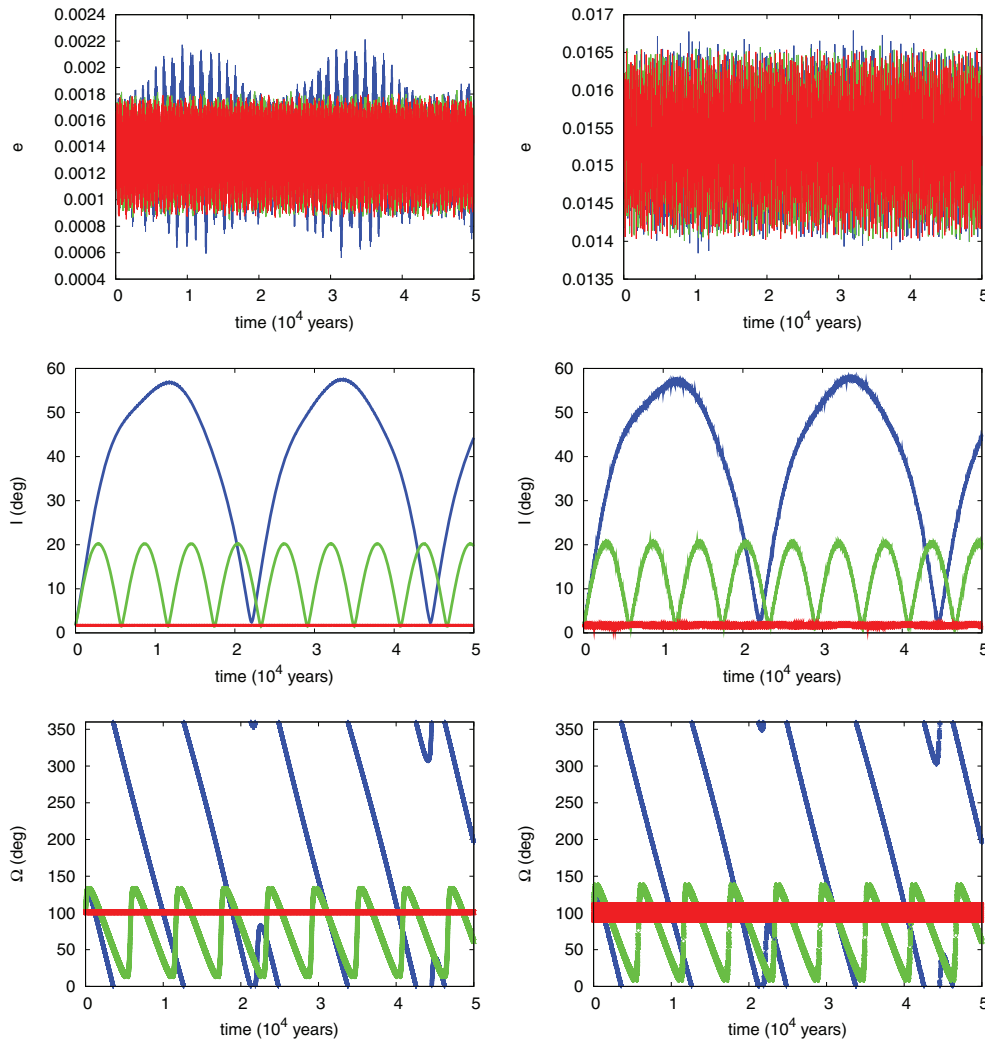 0.0024
0.0022
0.002
0.0018
0.0016
0.0014
0.0012
0.001
0.0008
0.0006
0.0004
e
0 1 2 3 4 5
time (10⁴ years)
0.017
0.0165
0.016
0.0155
0.015
0.0145
0.014
0.0135
e
0 1 2 3 4 5
time (10⁴ years)
60
50
40
30
20
10
0
I (deg)
0 1 2 3 4 5
time (10⁴ years)
60
50
40
30
20
10
0
I (deg)
0 1 2 3 4 5
time (10⁴ years)
350
300
250
200
150
100
50
0
Ω (deg)
0 1 2 3 4 5
time (10⁴ years)
350
300
250
200
150
100
50
0
Ω (deg)
0 1 2 3 4 5
time (10⁴ years)